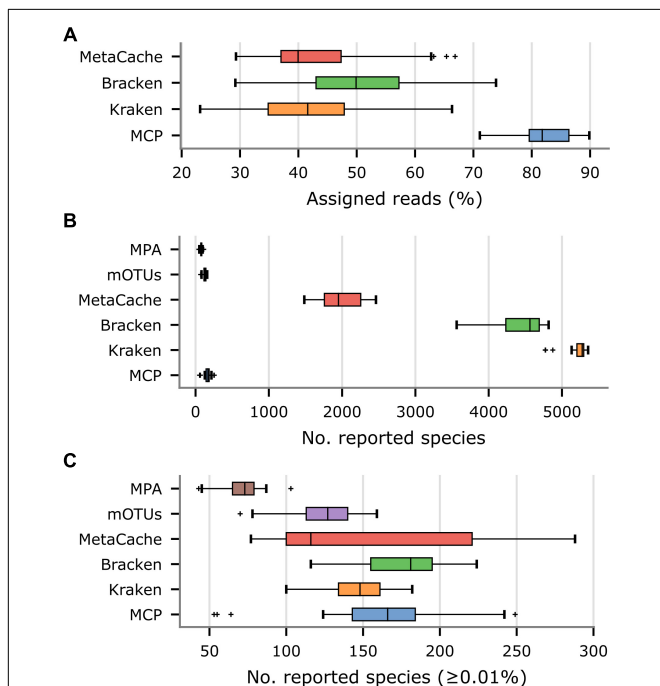 A
MetaCache
Bracken
Kraken
MCP
20 30 40 50 60 70 80 90
Assigned reads (%)
B
MPA
mOTUs
MetaCache
Bracken
Kraken
MCP
0 1000 2000 3000 4000 5000
No. reported species
C
MPA
mOTUs
MetaCache
Bracken
Kraken
MCP
50 100 150 200 250 300
No. reported species (≥0.01%)